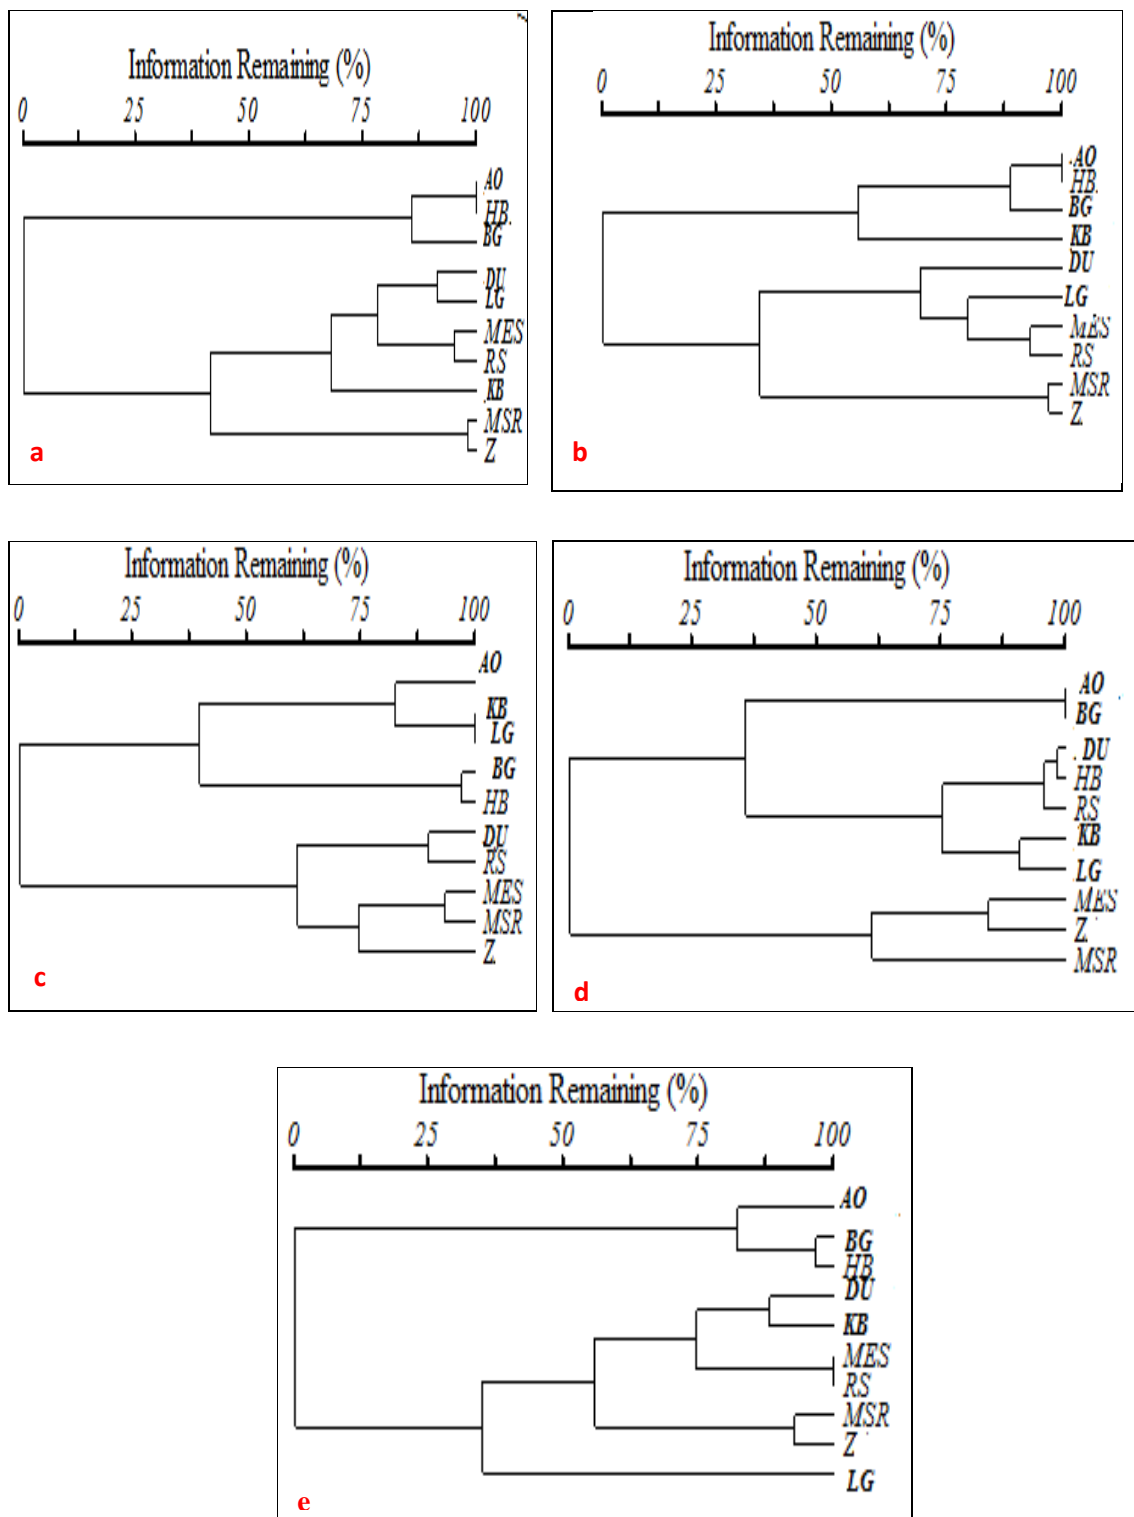 Information Remaining (%)
0 25 50 75 100
AO
HB.
BG
DU
LG
MES
RS
KB
MSR
Z
a
Information Remaining (%)
0 25 50 75 100
AO
HB.
BG
KB
DU
LG
MES
RS
MSR
Z
b
Information Remaining (%)
0 25 50 75 100
AO
KB
LG
BG
HB
DU
RS
MES
MSR
Z
c
Information Remaining (%)
0 25 50 75 100
AO
BG
DU
HB
RS
KB
LG
MES
Z
MSR
d
Information Remaining (%)
0 25 50 75 100
AO
BG
HB
DU
KB
MES
RS
MSR
Z
LG
e